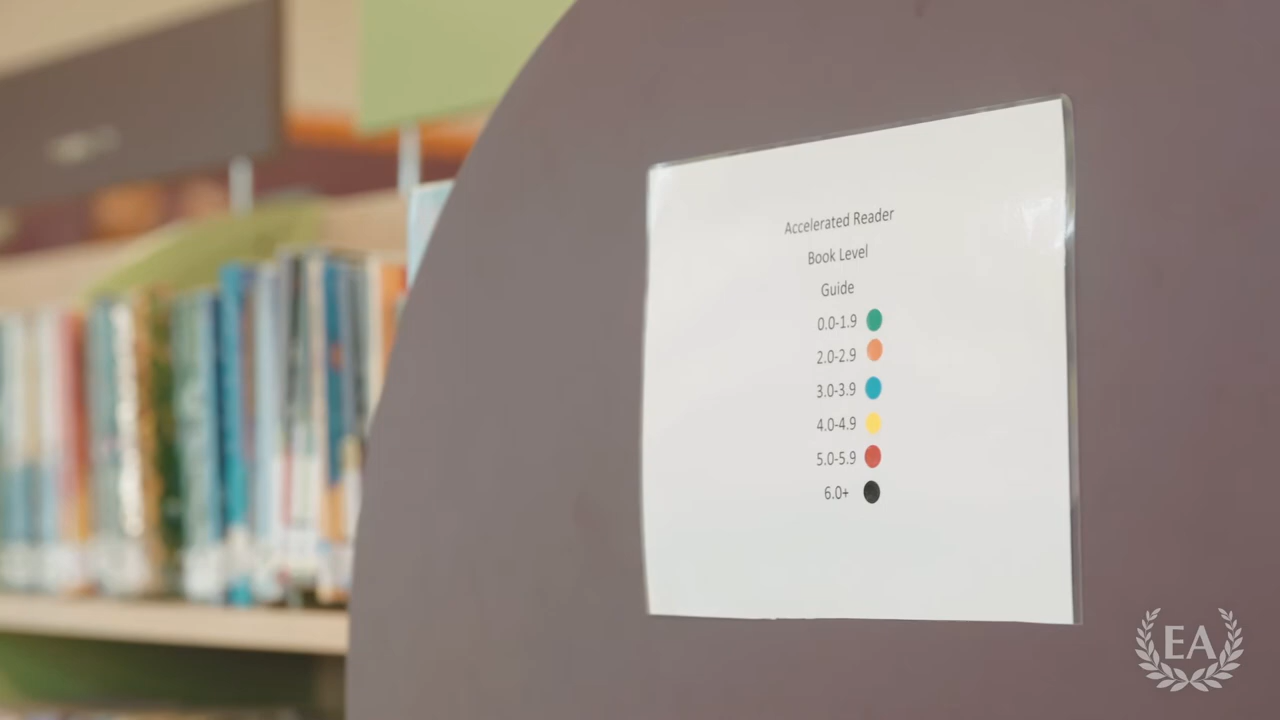 Accelerated Reader
Book Level
Guide
0.0-1.9
2.0-2.9
3.0-3.9
4.0-4.9
5.0-5.9
6.0+
EA